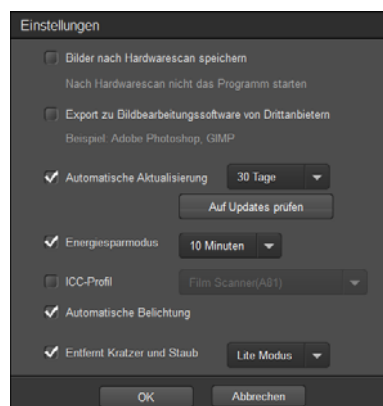 Einstellungen
Bilder nach Hardwarescan speichern
Nach Hardwarescan nicht das Programm starten
Export zu Bildbearbeitungssoftware von Drittanbietern
Beispiel: Adobe Photoshop, GIMP
Automatische Aktualisierung 30 Tage
Auf Updates prüfen
Energiesparmodus 10 Minuten
ICC-Profil Film Scanner(A01)
Automatische Belichtung
Entfernt Kratzer und Staub Lite Modus
OK Abbrechen